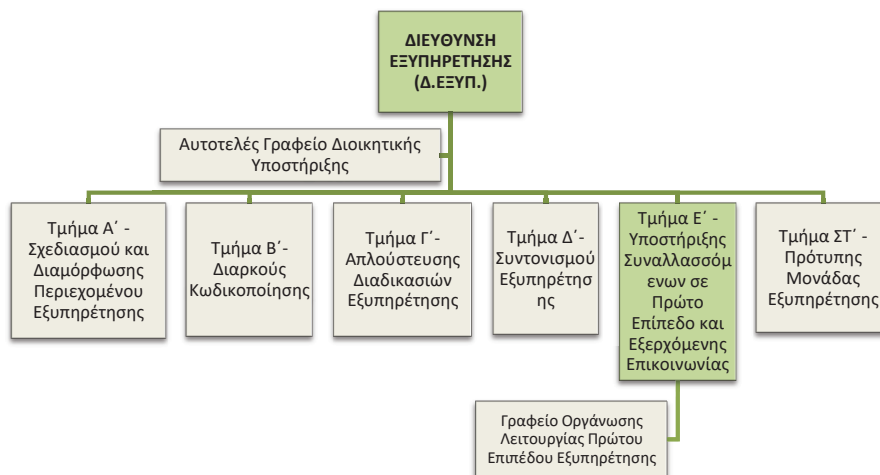 ΔΙΕΥΘΥΝΣΗ
ΕΞΥΠΗΡΕΤΗΣΗΣ
(Δ.ΕΞΥΠ.)
Αυτοτελές Γραφείο Διοικητικής
Υποστήριξης
Τμήμα Α΄ -
Σχεδιασμού και
Διαμόρφωσης
Περιεχομένου
Εξυπηρέτησης
Τμήμα Β΄-
Διαρκούς
Κωδικοποίησης
Τμήμα Γ΄-
Απλούστευσης
Διαδικασιών
Εξυπηρέτησης
Τμήμα Δ΄-
Συντονισμού
Εξυπηρέτησ
ης
Τμήμα Ε΄ -
Υποστήριξης
Συναλλασσόμ
ενων σε
Πρώτο
Επίπεδο και
Εξερχόμενης
Επικοινωνίας
Τμήμα ΣΤ΄ -
Πρότυπης
Μονάδας
Εξυπηρέτησης
Γραφείο Οργάνωσης
Λειτουργίας Πρώτου
Επιπέδου Εξυπηρέτησης